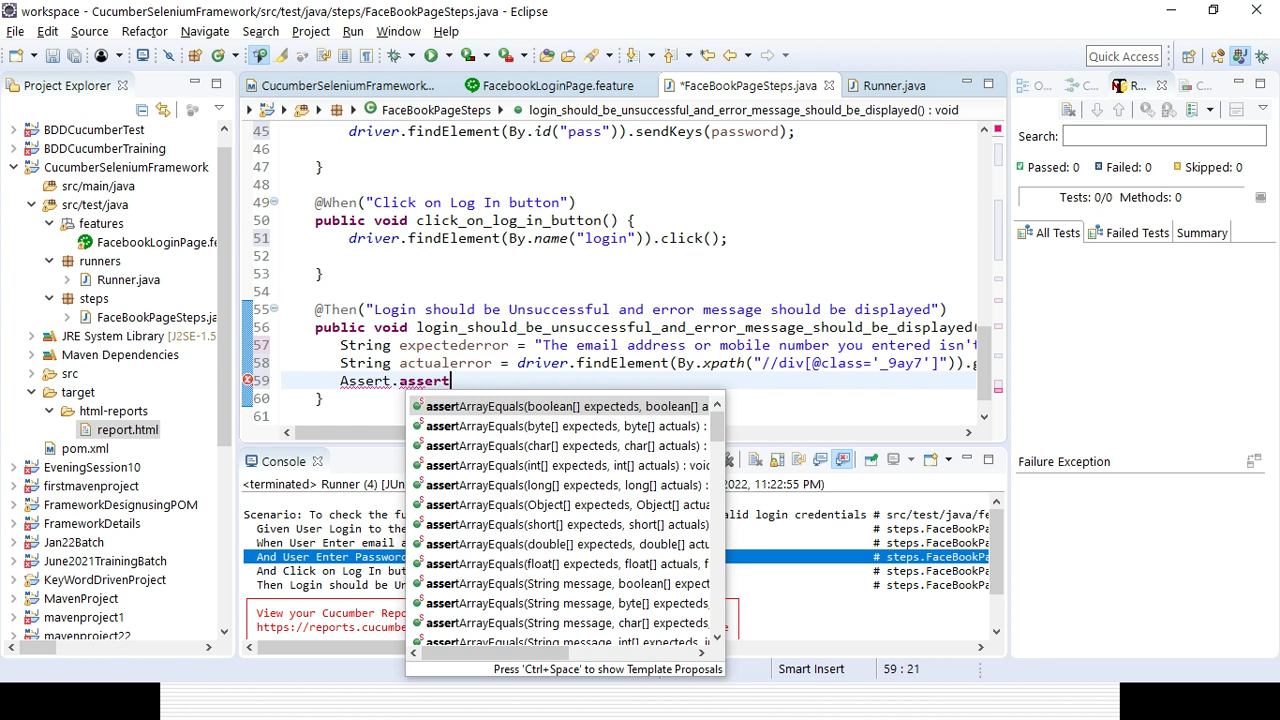 workspace - CucumberSeleniumFramework/src/test/java/steps/FaceBookPageSteps.java - Eclipse
File Edit Source Refactor Navigate Search Project Run Window Help
Quick Access
Project Explorer
CucumberSeleniumFramework... FacebookLoginPage.feature *FaceBookPageSteps.java Runner.java
O... C... R... C...
FaceBookPageSteps login_should_be_unsuccessful_and_error_message_should_be_displayed() : void
BDDCucumberTest
BDDCucumberTraining
CucumberSeleniumFramework
src/main/java
src/test/java
features
FacebookLoginPage.fe
runners
Runner.java
steps
FaceBookPageSteps.ja
JRE System Library [J2SE-1.5
Maven Dependencies
src
target
html-reports
report.html
pom.xml
EveningSession10
firstmavenproject
FrameworkDesignusingPOM
FrameworkDetails
Jan22Batch
June2021TrainingBatch
KeyWordDrivenProject
MavenProject
mavenproject1
mavenproject22
45 driver.findElement(By.id("pass")).sendKeys(password);
46
47 }
48
49 @When("Click on Log In button")
50 public void click_on_log_in_button() {
51 driver.findElement(By.name("login")).click();
52
53 }
54
55 @Then("Login should be Unsuccessful and error message should be displayed")
56 public void login_should_be_unsuccessful_and_error_message_should_be_displayed(
57 String expectederror = "The email address or mobile number you entered isn't
58 String actualerror = driver.findElement(By.xpath("//div[@class='_9ay7']")).g
59 Assert.assert
60 }
61
assertArrayEquals(boolean[] expecteds, boolean[] a
assertArrayEquals(byte[] expecteds, byte[] actuals) :
assertArrayEquals(char[] expecteds, char[] actuals) :
assertArrayEquals(int[] expecteds, int[] actuals) : void
assertArrayEquals(long[] expecteds, long[] actuals) :
assertArrayEquals(Object[] expecteds, Object[] actua
assertArrayEquals(short[] expecteds, short[] actuals)
assertArrayEquals(double[] expecteds, double[] actu
assertArrayEquals(float[] expecteds, float[] actuals, f
assertArrayEquals(String message, boolean[] expect
assertArrayEquals(String message, byte[] expecteds,
assertArrayEquals(String message, char[] expecteds,
assertArrayEquals(String message, int[] expecteds, in
Press 'Ctrl+Space' to show Template Proposals
Console
<terminated> Runner (4) [JUn 2022, 11:22:55 PM)
Scenario: To check the fu alid login credentials # src/test/java/fe
Given User Login to the # steps.FaceBookPa
When User Enter email a # steps.FaceBookPa
And User Enter Password # steps.FaceBookPa
And Click on Log In but # steps.FaceBookPa
Then Login should be Un # steps.FaceBookPa
View your Cucumber Repo
https://reports.cucumbe e
Search:
Passed: 0 Failed: 0 Skipped: 0
Tests: 0/0 Methods: 0
All Tests Failed Tests Summary
Failure Exception
Smart Insert 59 : 21